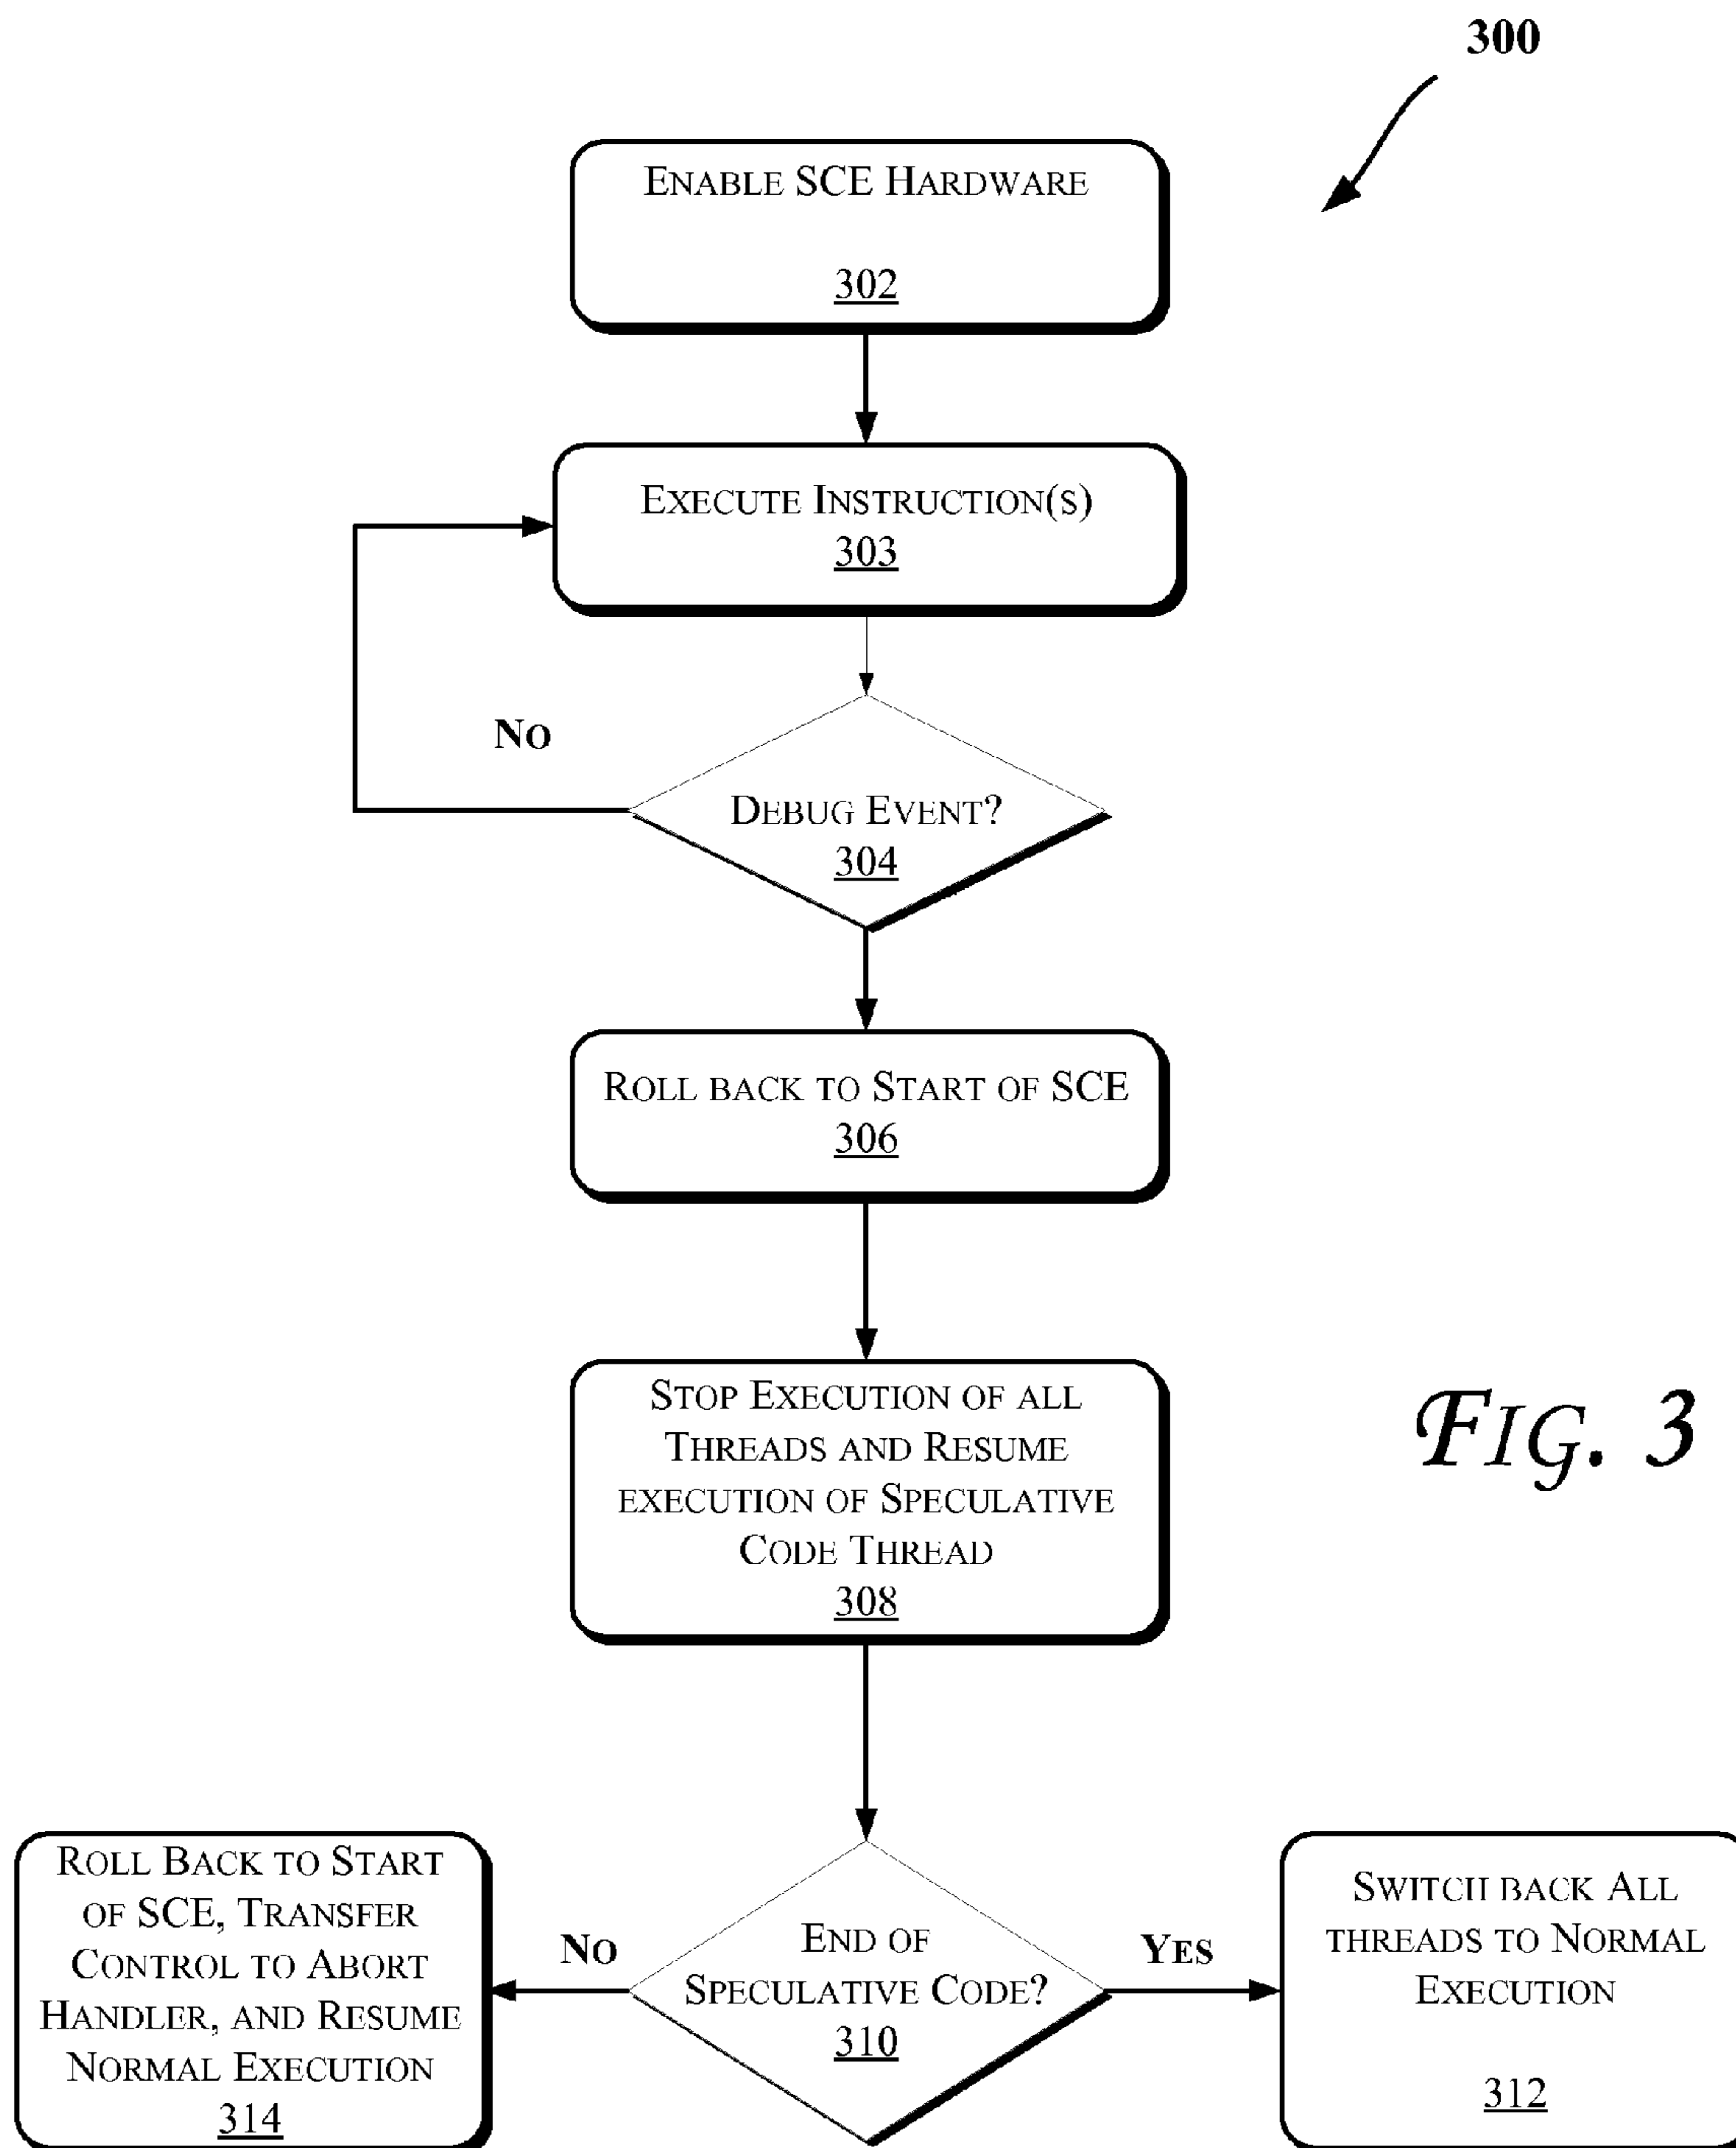 300
ENABLE SCE HARDWARE
302
EXECUTE INSTRUCTION(S)
303
NO
DEBUG EVENT?
304
ROLL BACK TO START OF SCE
306
STOP EXECUTION OF ALL
THREADS AND RESUME
EXECUTION OF SPECULATIVE
CODE THREAD
308
FIG. 3
ROLL BACK TO START
OF SCE, TRANSFER
CONTROL TO ABORT
HANDLER, AND RESUME
NORMAL EXECUTION
314
NO
END OF
SPECULATIVE CODE?
310
YES
SWITCH BACK ALL
THREADS TO NORMAL
EXECUTION
312